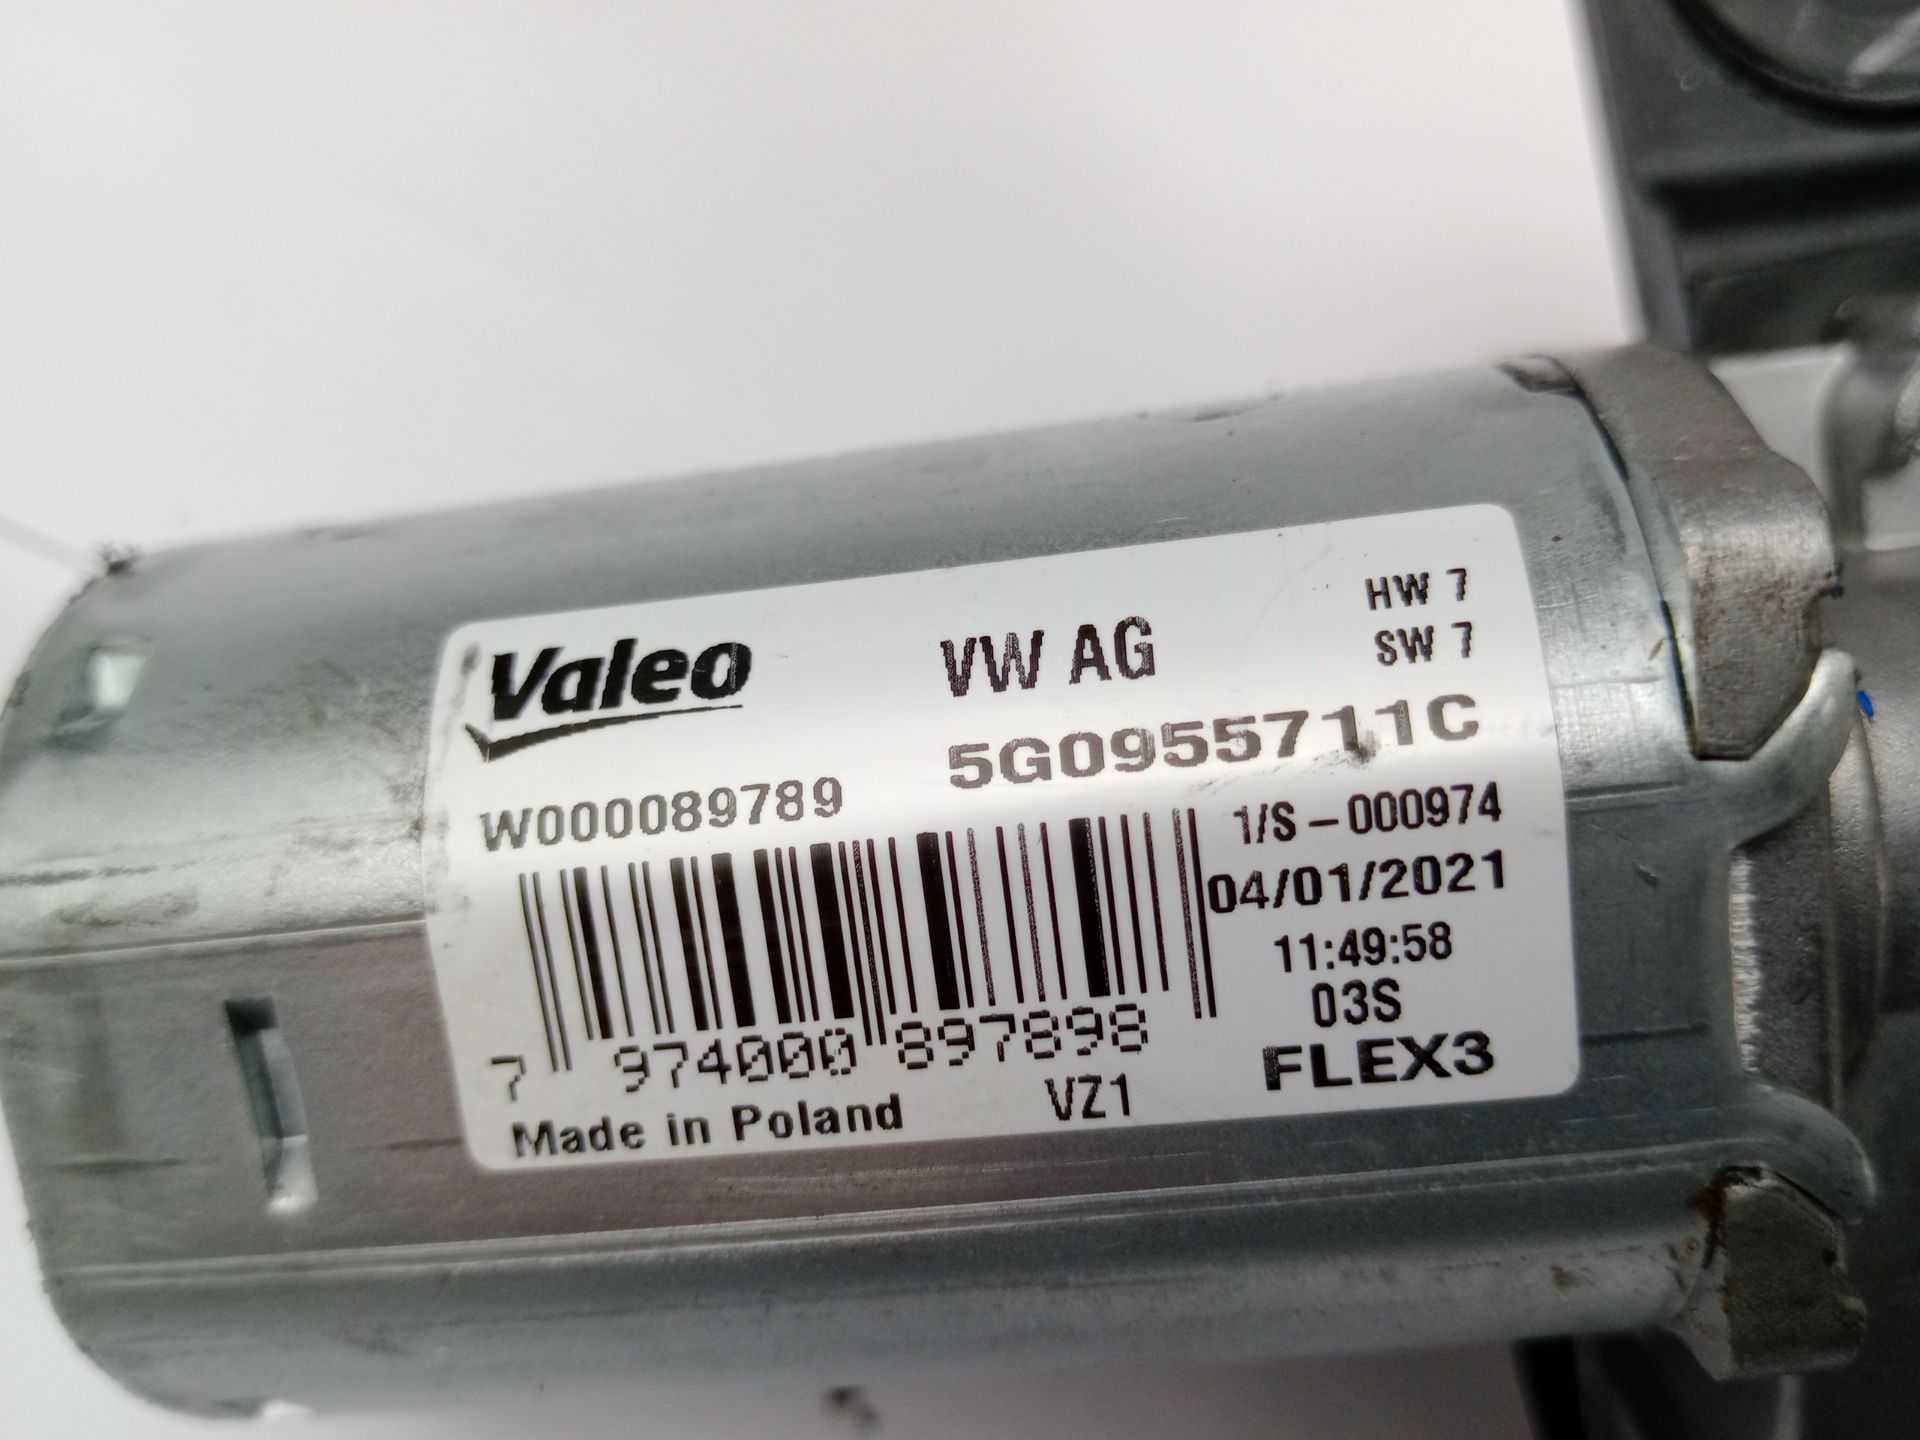 Valeo
VW AG
HW 7
SW 7
5G0955711C
W000089789
1/S-000974
04/01/2021
11:49:58
03S
7 974000 897898
FLEX3
Made in Poland
VZ1